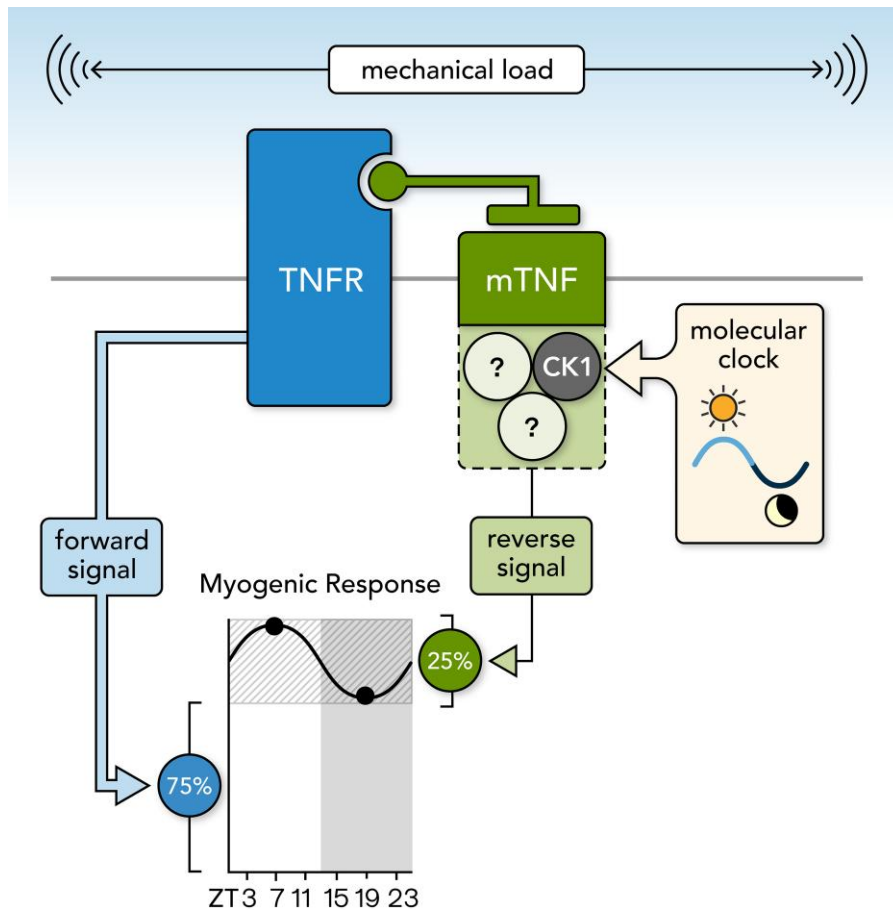 mechanical load
TNFR
mTNF
? CK1
?
molecular
clock
forward
signal
reverse
signal
Myogenic Response
25%
75%
ZT 3 7 11 15 19 23